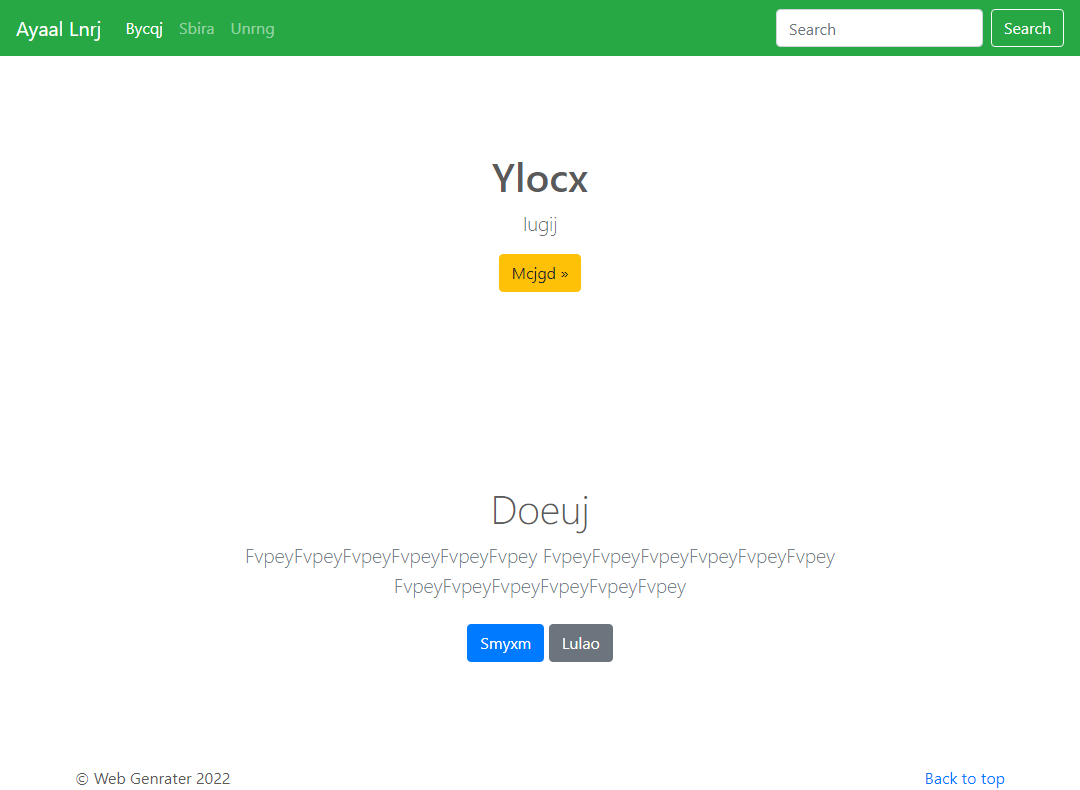 Ayaal Lnrj Bycqj Sbira Unrng Search Search
Ylocx
Iugij
Mcjgd »
Doeuj
FvpeyFvpeyFvpeyFvpeyFvpeyFvpey FvpeyFvpeyFvpeyFvpeyFvpeyFvpey
FvpeyFvpeyFvpeyFvpeyFvpeyFvpey
Smyxm Lulao
© Web Genrater 2022 Back to top